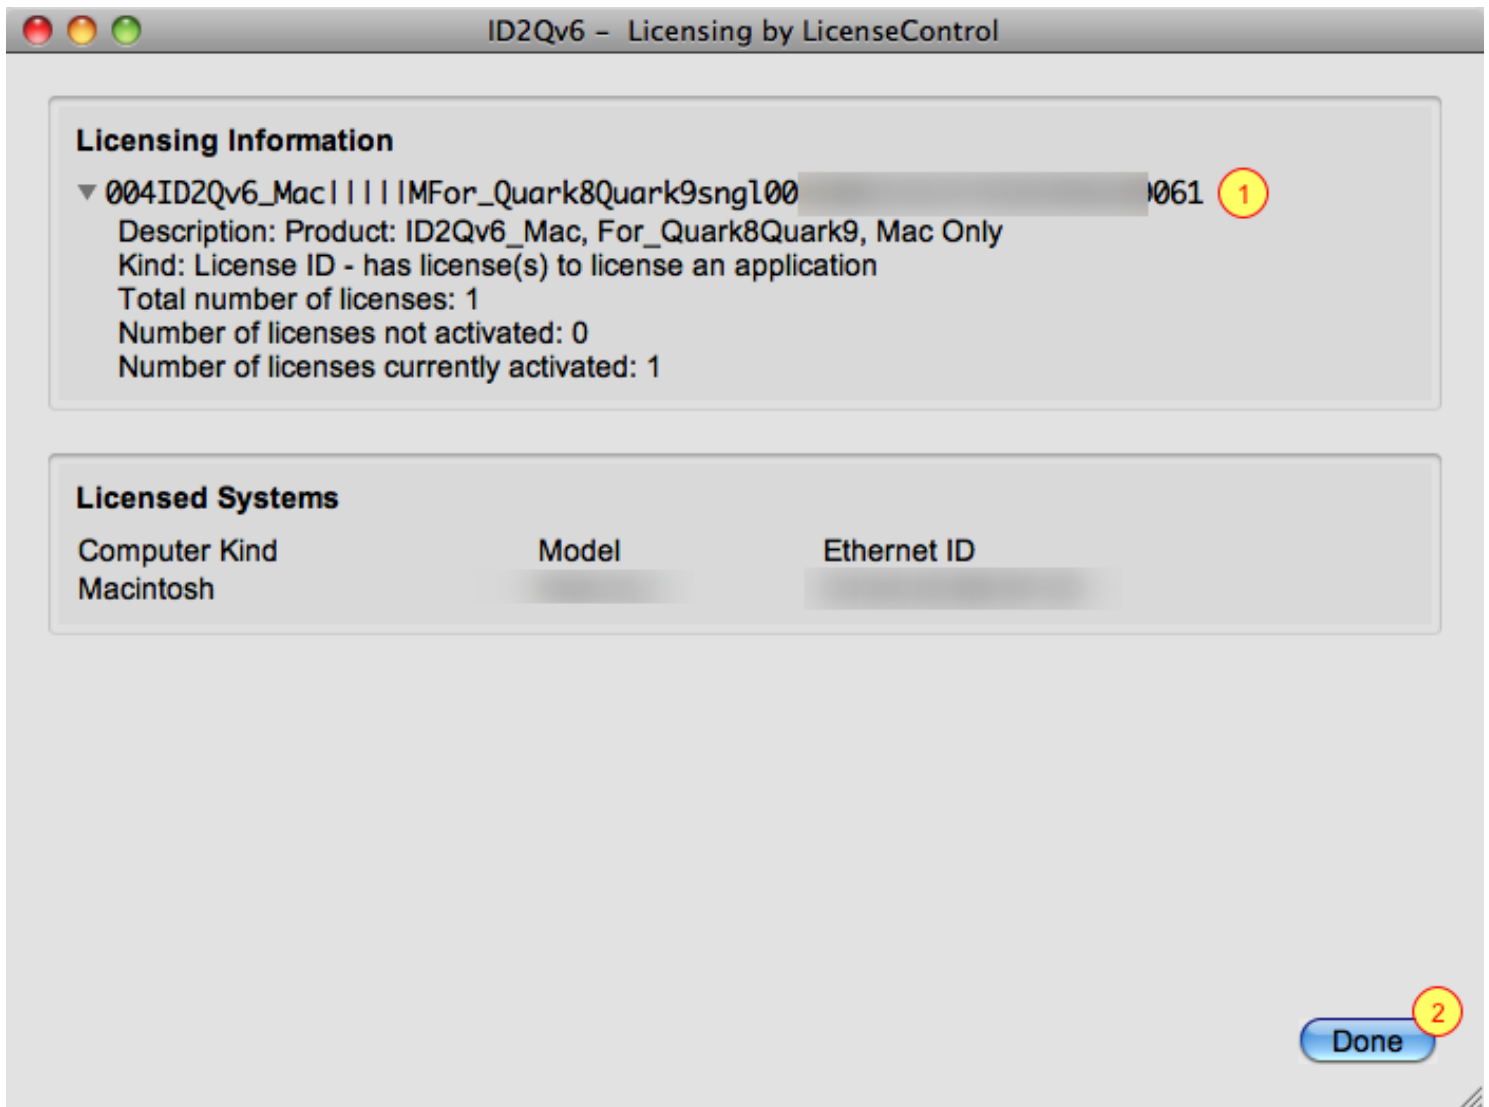 ID2Qv6 – Licensing by LicenseControl
Licensing Information
004ID2Qv6_Mac|||||MFor_Quark8Quark9sngl00 061 1
Description: Product: ID2Qv6_Mac, For_Quark8Quark9, Mac Only
Kind: License ID - has license(s) to license an application
Total number of licenses: 1
Number of licenses not activated: 0
Number of licenses currently activated: 1
Licensed Systems
Computer Kind Model Ethernet ID
Macintosh
2
Done